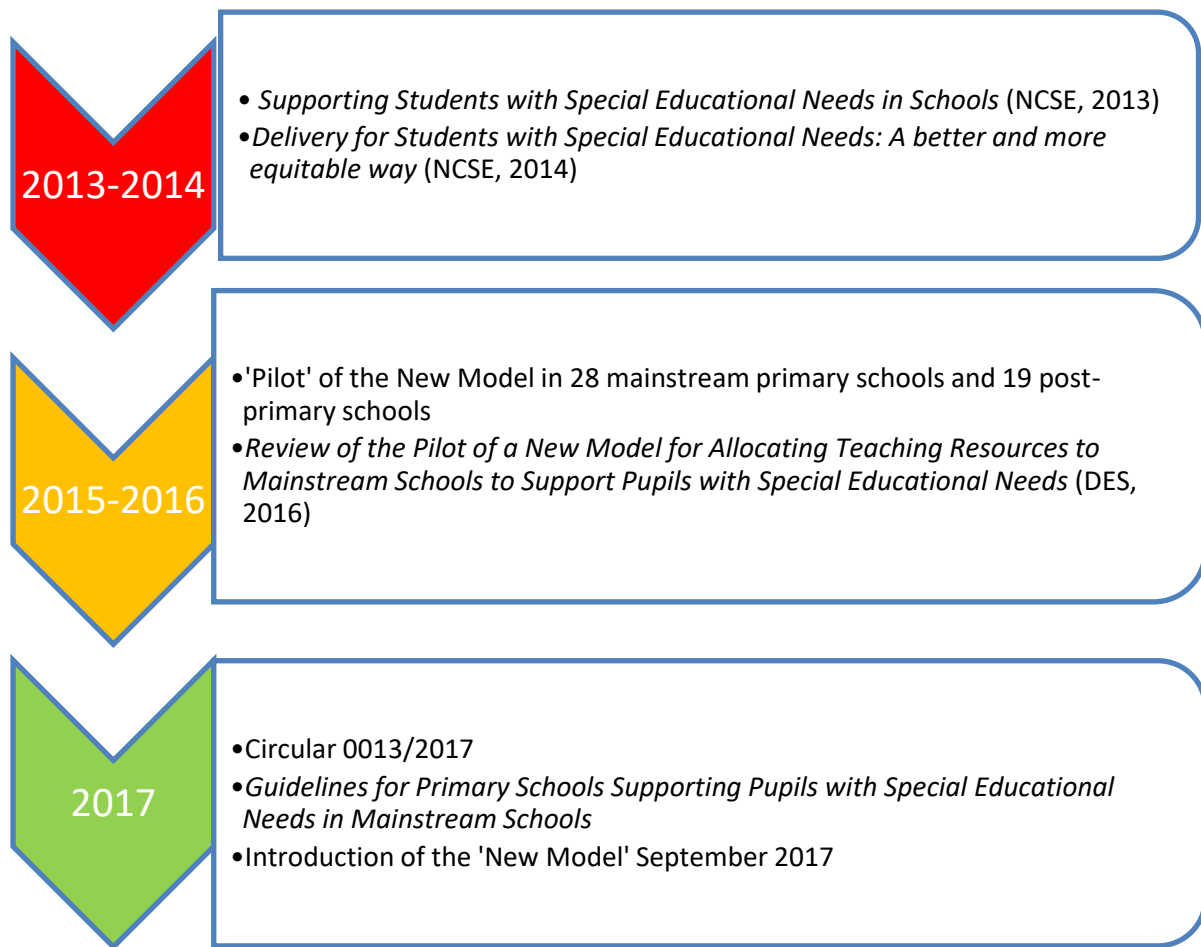 2013-2014
• Supporting Students with Special Educational Needs in Schools (NCSE, 2013)
•Delivery for Students with Special Educational Needs: A better and more
equitable way (NCSE, 2014)
2015-2016
•'Pilot' of the New Model in 28 mainstream primary schools and 19 post-
primary schools
•Review of the Pilot of a New Model for Allocating Teaching Resources to
Mainstream Schools to Support Pupils with Special Educational Needs (DES,
2016)
2017
•Circular 0013/2017
•Guidelines for Primary Schools Supporting Pupils with Special Educational
Needs in Mainstream Schools
•Introduction of the 'New Model' September 2017